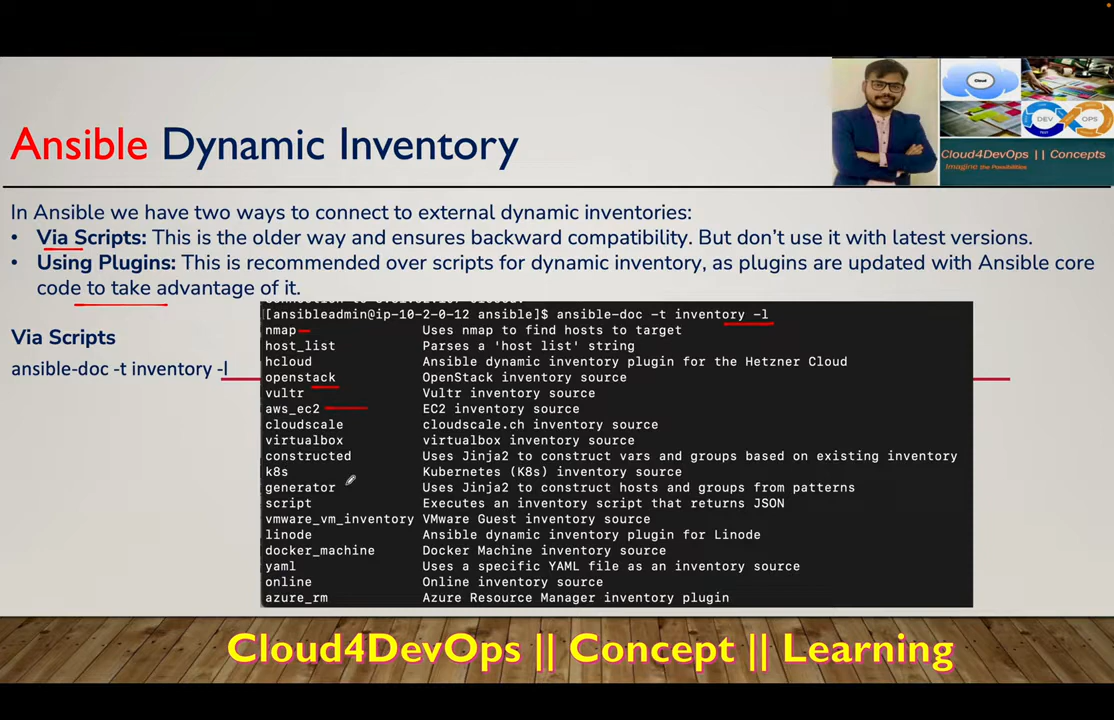 Cloud
DEV
OPS
Cloud4DevOps || Concepts
Imagine the Possibilities
Ansible Dynamic Inventory
In Ansible we have two ways to connect to external dynamic inventories:
• Via Scripts: This is the older way and ensures backward compatibility. But don't use it with latest versions.
• Using Plugins: This is recommended over scripts for dynamic inventory, as plugins are updated with Ansible core
code to take advantage of it.
Via Scripts
ansible-doc -t inventory -l
[ansibleadmin@ip-10-2-0-12 ansible]$ ansible-doc -t inventory -l
nmap Uses nmap to find hosts to target
host_list Parses a 'host list' string
hcloud Ansible dynamic inventory plugin for the Hetzner Cloud
openstack OpenStack inventory source
vultr Vultr inventory source
aws_ec2 EC2 inventory source
cloudscale cloudscale.ch inventory source
virtualbox virtualbox inventory source
constructed Uses Jinja2 to construct vars and groups based on existing inventory
k8s Kubernetes (K8s) inventory source
generator Uses Jinja2 to construct hosts and groups from patterns
script Executes an inventory script that returns JSON
vmware_vm_inventory VMware Guest inventory source
linode Ansible dynamic inventory plugin for Linode
docker_machine Docker Machine inventory source
yaml Uses a specific YAML file as an inventory source
online Online inventory source
azure_rm Azure Resource Manager inventory plugin
Cloud4DevOps || Concept || Learning